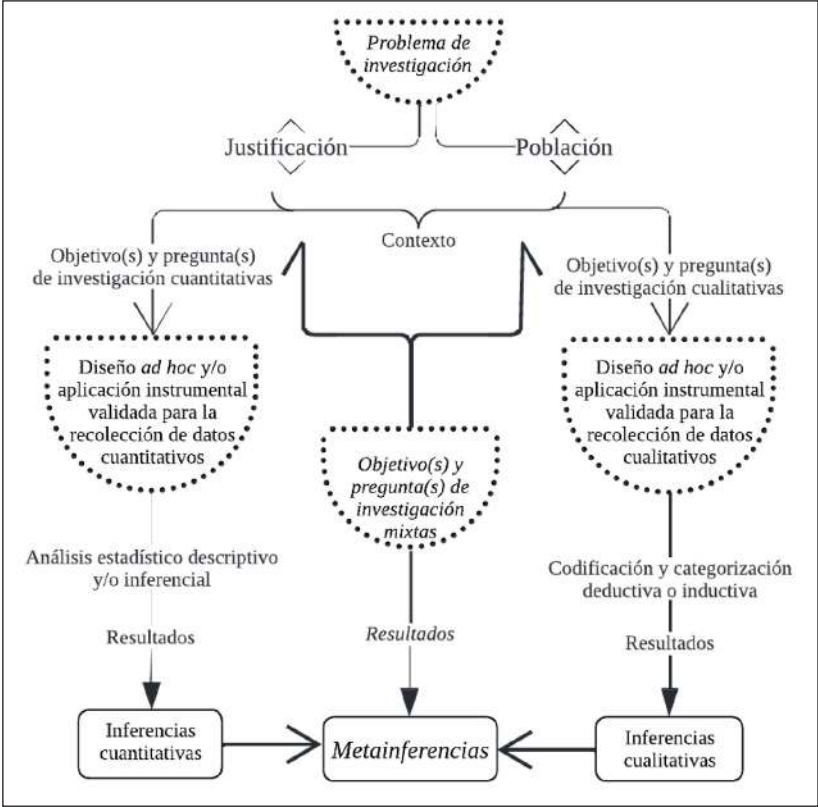 Problema de
investigación
Justificación
Población
Contexto
Objetivo(s) y pregunta(s)
de investigación cuantitativas
Objetivo(s) y pregunta(s)
de investigación cualitativas
Diseño ad hoc y/o
aplicación instrumental
validada para la
recolección de datos
cuantitativos
Objetivo(s) y
pregunta(s) de
investigación
mixtas
Diseño ad hoc y/o
aplicación instrumental
validada para la
recolección de datos
cualitativos
Análisis estadístico descriptivo
y/o inferencial
Codificación y categorización
deductiva o inductiva
Resultados
Resultados
Resultados
Inferencias
cuantitativas
Metainferencias
Inferencias
cualitativas